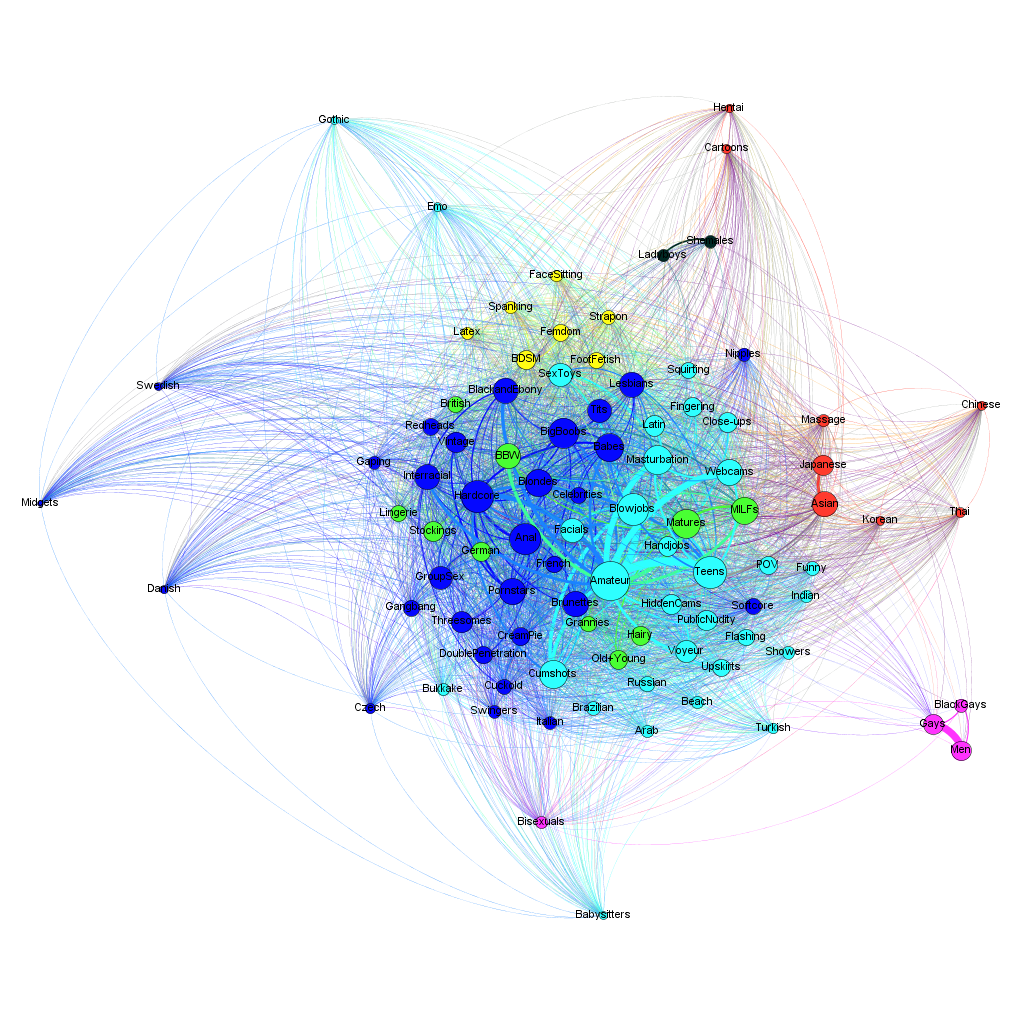 Hentai
Gothic
Cartoons
Emo
Shemales
Ladyboys
FaceSitting
Spanking
Strapon
Latex
Femdom
Nipples
BDSM
FootFetish
Squirting
SexToys
Swedish
BlackandEbony
Lesbians
British
Fingering
Chinese
Tits
Massage
Close-ups
Redheads
Latin
BigBoobs
Vintage
Babes
BBW
Masturbation
Gaping
Japanese
Webcams
Interracial
Blondes
Hardcore
Celebrities
Midgets
Asian
Blowjobs
MILFs
Lingerie
Thai
Korean
Matures
Stockings
Facials
Anal
Handjobs
German
French
POV
Funny
Teens
GroupSex
Amateur
Danish
Pornstars
Indian
Brunettes
HiddenCams
Softcore
Gangbang
Threesomes
PublicNudity
Grannies
CreamPie
Hairy
Flashing
DoublePenetration
Voyeur
Showers
Old+Young
Upskirts
Cumshots
Russian
Cuckold
Bukkake
Beach
BlackGays
Czech
Brazilian
Swingers
Italian
Gays
Turkish
Arab
Men
Bisexuals
Babysitters